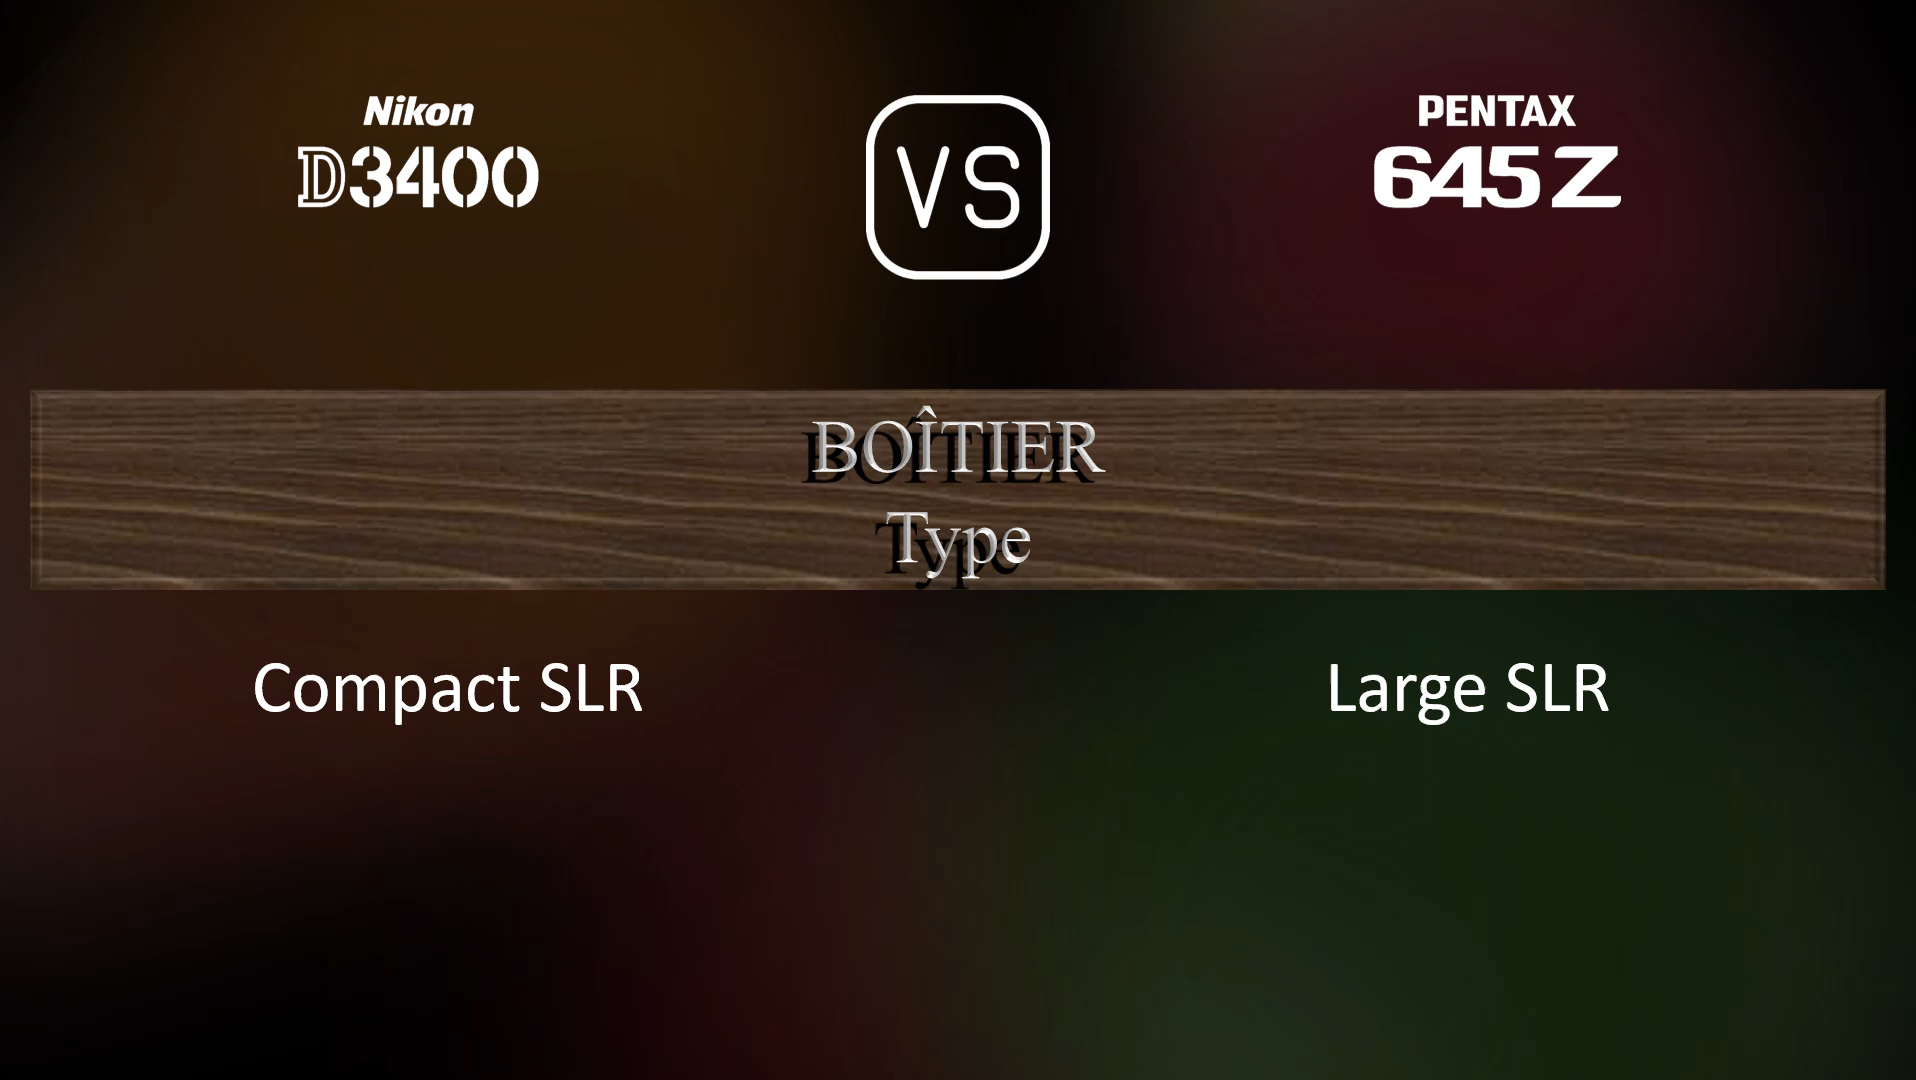 Nikon
D3400
VS
PENTAX
645Z
BOÎTIER
Type
Compact SLR
Large SLR